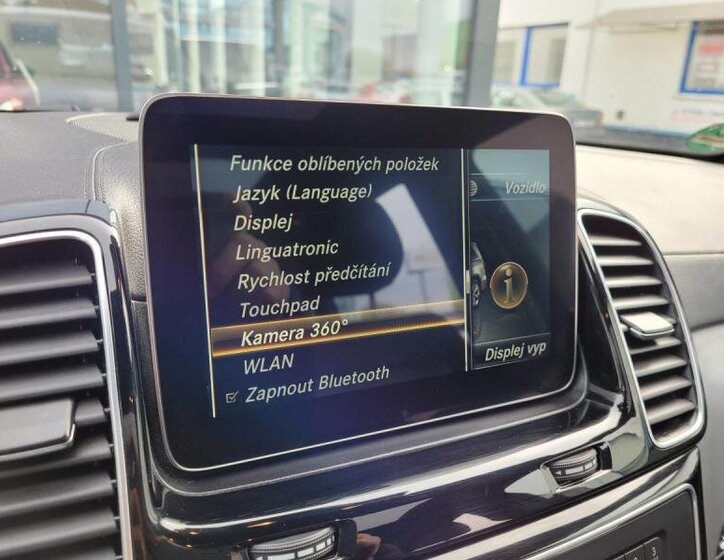 Funkce oblíbených položek
Jazyk (Language)
Displej
Linguatronic
Rychlost předčítání
Touchpad
Kamera 360°
WLAN
Zapnout Bluetooth
Vozidlo
i
Displej vyp